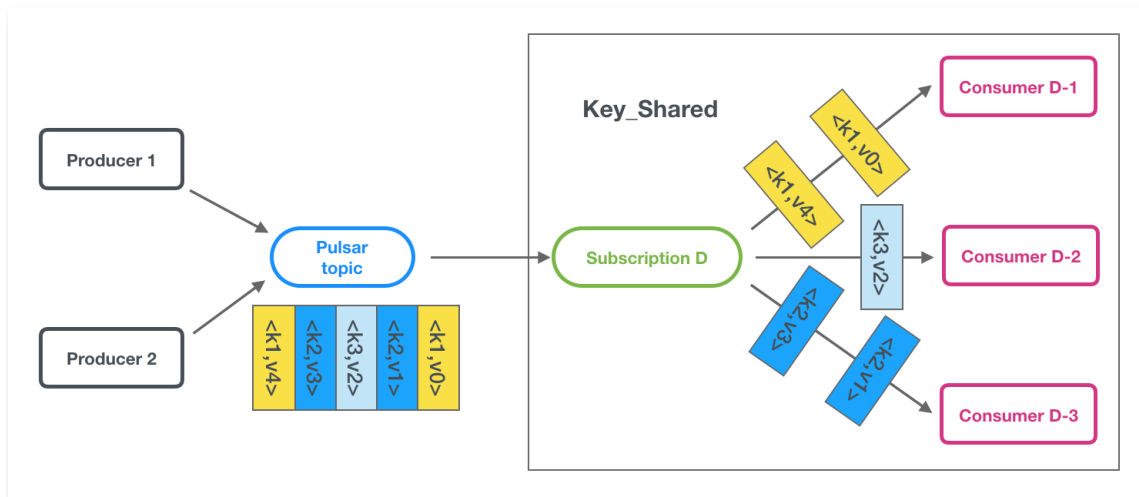 Key_Shared
Producer 1
Producer 2
Pulsar
topic
<k1,v4>
<k2,v3>
<k3,v2>
<k2,v1>
<k1,v0>
Subscription D
<k1,v4>
<k1,v0>
<k3,v2>
<k2,v3>
<k2,v1>
Consumer D-1
Consumer D-2
Consumer D-3